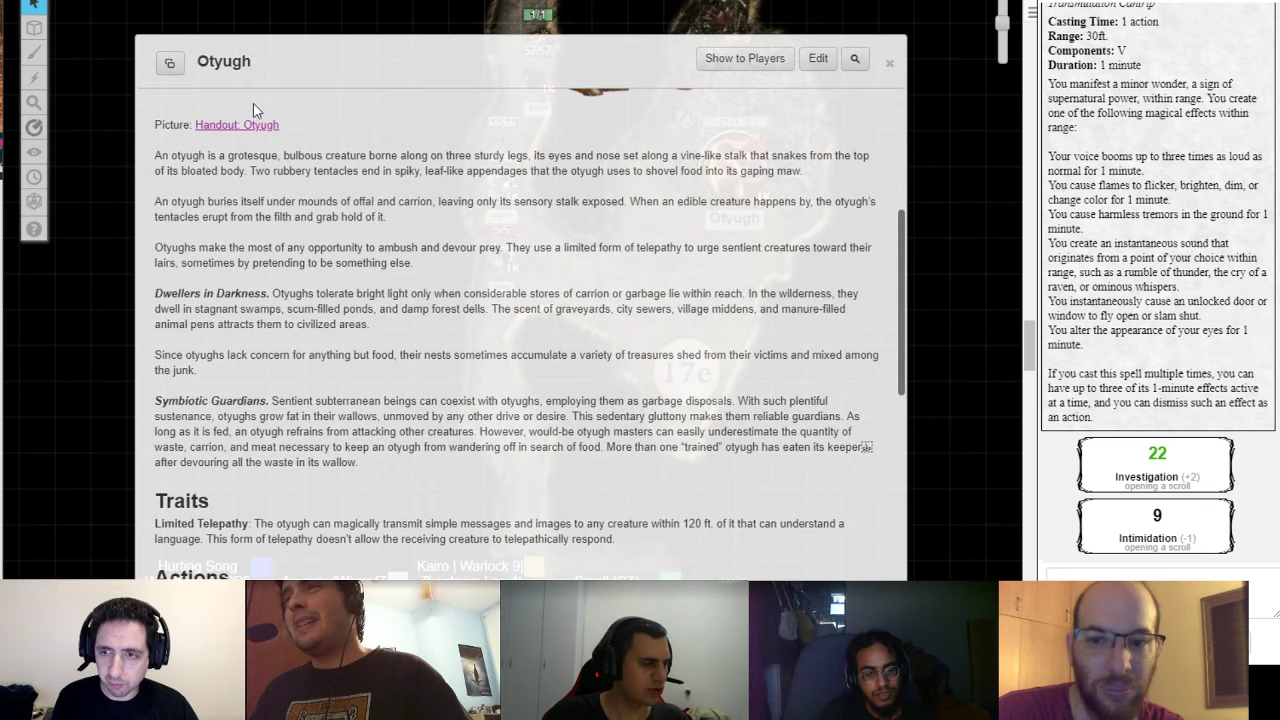 1/1
Otyugh
Show to Players
Edit
Picture: Handout: Otyugh
An otyugh is a grotesque, bulbous creature borne along on three sturdy legs, its eyes and nose set along a vine-like stalk that snakes from the top
of its bloated body. Two rubbery tentacles end in spiky, leaf-like appendages that the otyugh uses to shovel food into its gaping maw.
An otyugh buries itself under mounds of offal and carrion, leaving only its sensory stalk exposed. When an edible creature happens by, the otyugh's
tentacles erupt from the filth and grab hold of it.
Otyughs make the most of any opportunity to ambush and devour prey. They use a limited form of telepathy to urge sentient creatures toward their
lairs, sometimes by pretending to be something else.
Dwellers in Darkness. Otyughs tolerate bright light only when considerable stores of carrion or garbage lie within reach. In the wilderness, they
dwell in stagnant swamps, scum-filled ponds, and damp forest dells. The scent of graveyards, city sewers, village middens, and manure-filled
animal pens attracts them to civilized areas.
Since otyughs lack concern for anything but food, their nests sometimes accumulate a variety of treasures shed from their victims and mixed among
the junk.
Symbiotic Guardians. Sentient subterranean beings can coexist with otyughs, employing them as garbage disposals. With such plentiful
sustenance, otyughs grow fat in their wallows, unmoved by any other drive or desire. This sedentary gluttony makes them reliable guardians. As
long as it is fed, an otyugh refrains from attacking other creatures. However, would-be otyugh masters can easily underestimate the quantity of
waste, carrion, and meat necessary to keep an otyugh from wandering off in search of food. More than one “trained” otyugh has eaten its keeper
after devouring all the waste in its wallow.
Traits
Limited Telepathy: The otyugh can magically transmit simple messages and images to any creature within 120 ft. of it that can understand a
language. This form of telepathy doesn't allow the receiving creature to telepathically respond.
Actions
Otyugh
17e
Hurling Song
Kairo | Warlock 9|
Transmutation Cantrip
Casting Time: 1 action
Range: 30ft.
Components: V
Duration: 1 minute
You manifest a minor wonder, a sign of
supernatural power, within range. You create
one of the following magical effects within
range:
Your voice booms up to three times as loud as
normal for 1 minute.
You cause flames to flicker, brighten, dim, or
change color for 1 minute.
You cause harmless tremors in the ground for 1
minute.
You create an instantaneous sound that
originates from a point of your choice within
range, such as a rumble of thunder, the cry of a
raven, or ominous whispers.
You instantaneously cause an unlocked door or
window to fly open or slam shut.
You alter the appearance of your eyes for 1
minute.
If you cast this spell multiple times, you can
have up to three of its 1-minute effects active
at a time, and you can dismiss such an effect as
an action.
22
Investigation (+2)
opening a scroll
9
Intimidation (-1)
opening a scroll